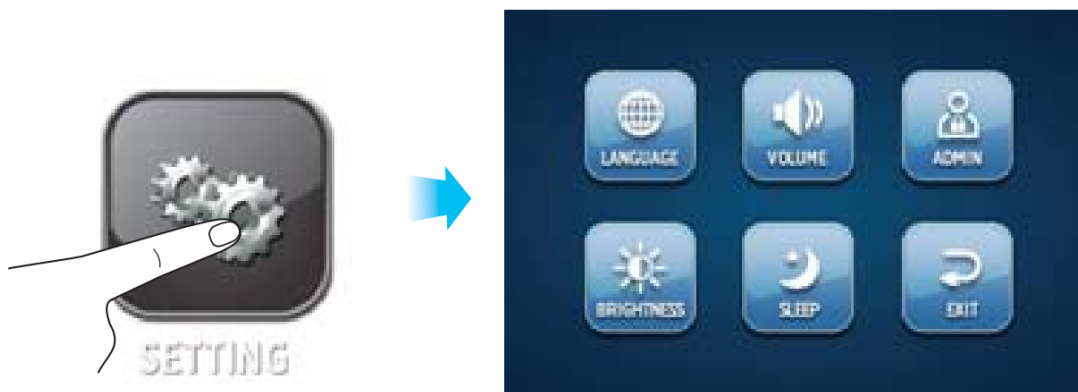 SETTING
LANGUAGE
VOLUME
ADMIN
BRIGHTNESS
SLEEP
EXIT